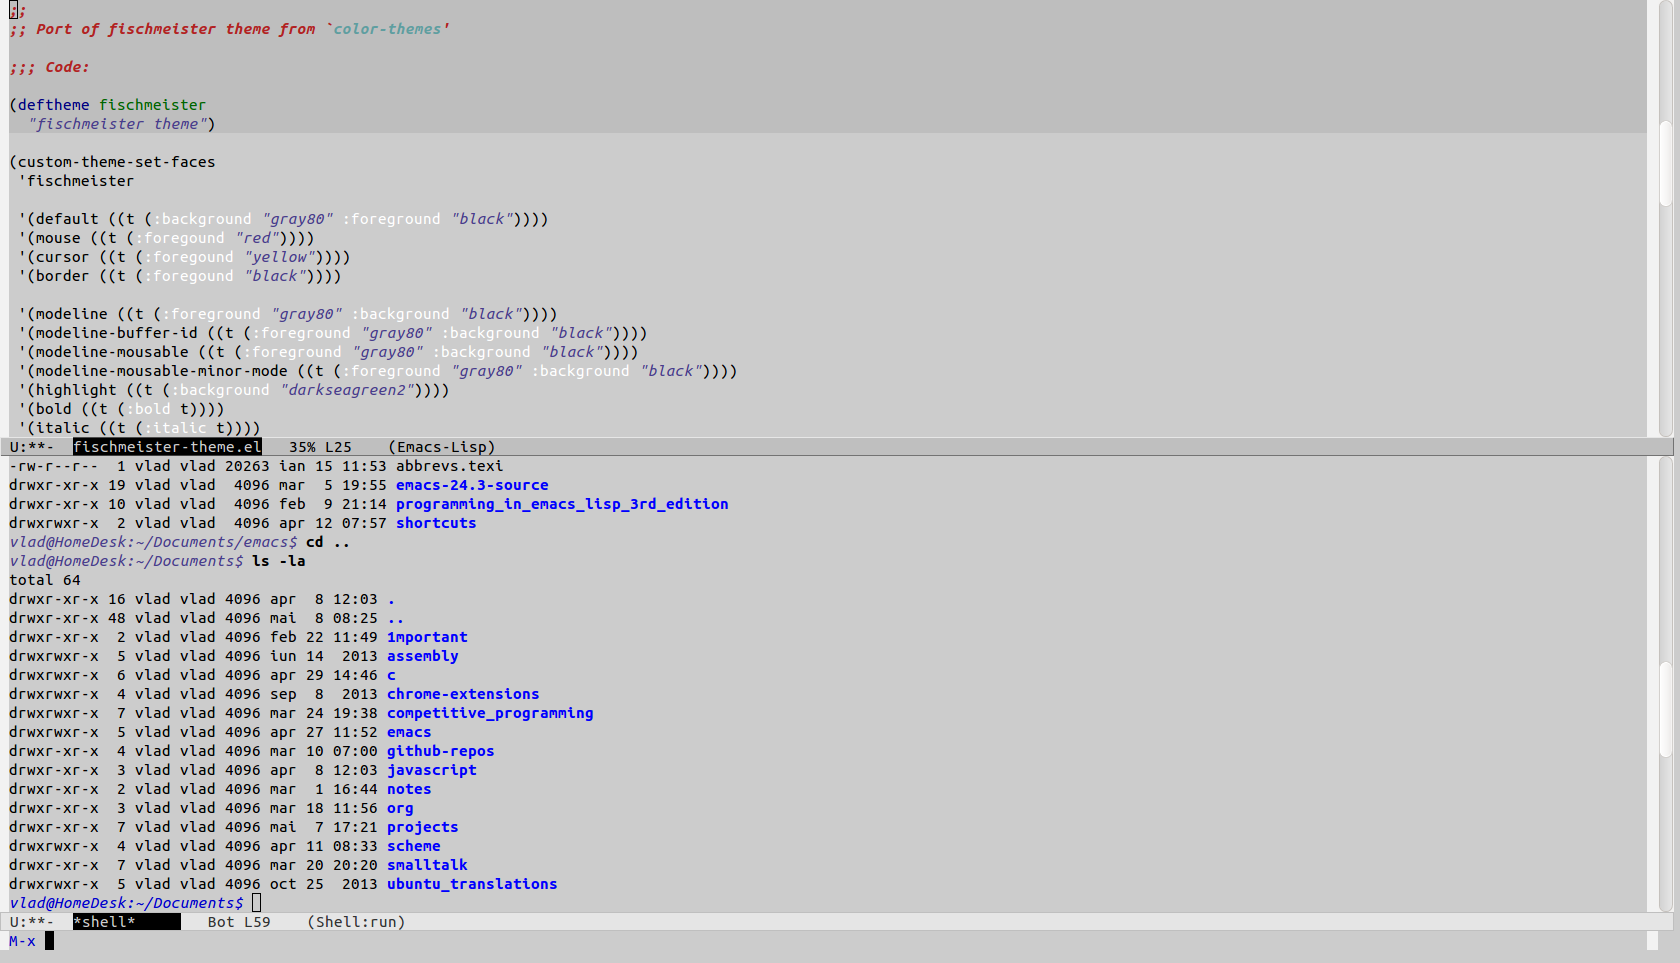 ;;
;; Port of fischmeister theme from `color-themes'
;;; Code:
(deftheme fischmeister
  "fischmeister theme")
(custom-theme-set-faces
 'fischmeister
 '(default ((t (:background "gray80" :foreground "black"))))
 '(mouse ((t (:foregound "red"))))
 '(cursor ((t (:foregound "yellow"))))
 '(border ((t (:foregound "black"))))
 '(modeline ((t (:foreground "gray80" :background "black"))))
 '(modeline-buffer-id ((t (:foreground "gray80" :background "black"))))
 '(modeline-mousable ((t (:foreground "gray80" :background "black"))))
 '(modeline-mousable-minor-mode ((t (:foreground "gray80" :background "black"))))
 '(highlight ((t (:background "darkseagreen2"))))
 '(bold ((t (:bold t))))
 '(italic ((t (:italic t))))
U:**-  fischmeister-theme.el   35% L25    (Emacs-Lisp)
-rw-r--r--  1 vlad vlad 20263 ian 15 11:53 abbrevs.texi
drwxr-xr-x 19 vlad vlad  4096 mar  5 19:55 emacs-24.3-source
drwxr-xr-x 10 vlad vlad  4096 feb  9 21:14 programming_in_emacs_lisp_3rd_edition
drwxrwxr-x  2 vlad vlad  4096 apr 12 07:57 shortcuts
vlad@HomeDesk:~/Documents/emacs$ cd ..
vlad@HomeDesk:~/Documents$ ls -la
total 64
drwxr-xr-x 16 vlad vlad 4096 apr  8 12:03 .
drwxr-xr-x 48 vlad vlad 4096 mai  8 08:25 ..
drwxr-xr-x  2 vlad vlad 4096 feb 22 11:49 1mportant
drwxrwxr-x  5 vlad vlad 4096 iun 14  2013 assembly
drwxr-xr-x  6 vlad vlad 4096 apr 29 14:46 c
drwxrwxr-x  4 vlad vlad 4096 sep  8  2013 chrome-extensions
drwxrwxr-x  7 vlad vlad 4096 mar 24 19:38 competitive_programming
drwxrwxr-x  5 vlad vlad 4096 apr 27 11:52 emacs
drwxr-xr-x  4 vlad vlad 4096 mar 10 07:00 github-repos
drwxr-xr-x  3 vlad vlad 4096 apr  8 12:03 javascript
drwxr-xr-x  2 vlad vlad 4096 mar  1 16:44 notes
drwxr-xr-x  3 vlad vlad 4096 mar 18 11:56 org
drwxr-xr-x  7 vlad vlad 4096 mai  7 17:21 projects
drwxrwxr-x  4 vlad vlad 4096 apr 11 08:33 scheme
drwxr-xr-x  7 vlad vlad 4096 mar 20 20:20 smalltalk
drwxrwxr-x  5 vlad vlad 4096 oct 25  2013 ubuntu_translations
vlad@HomeDesk:~/Documents$
U:**-  *shell*        Bot L59    (Shell:run)
M-x